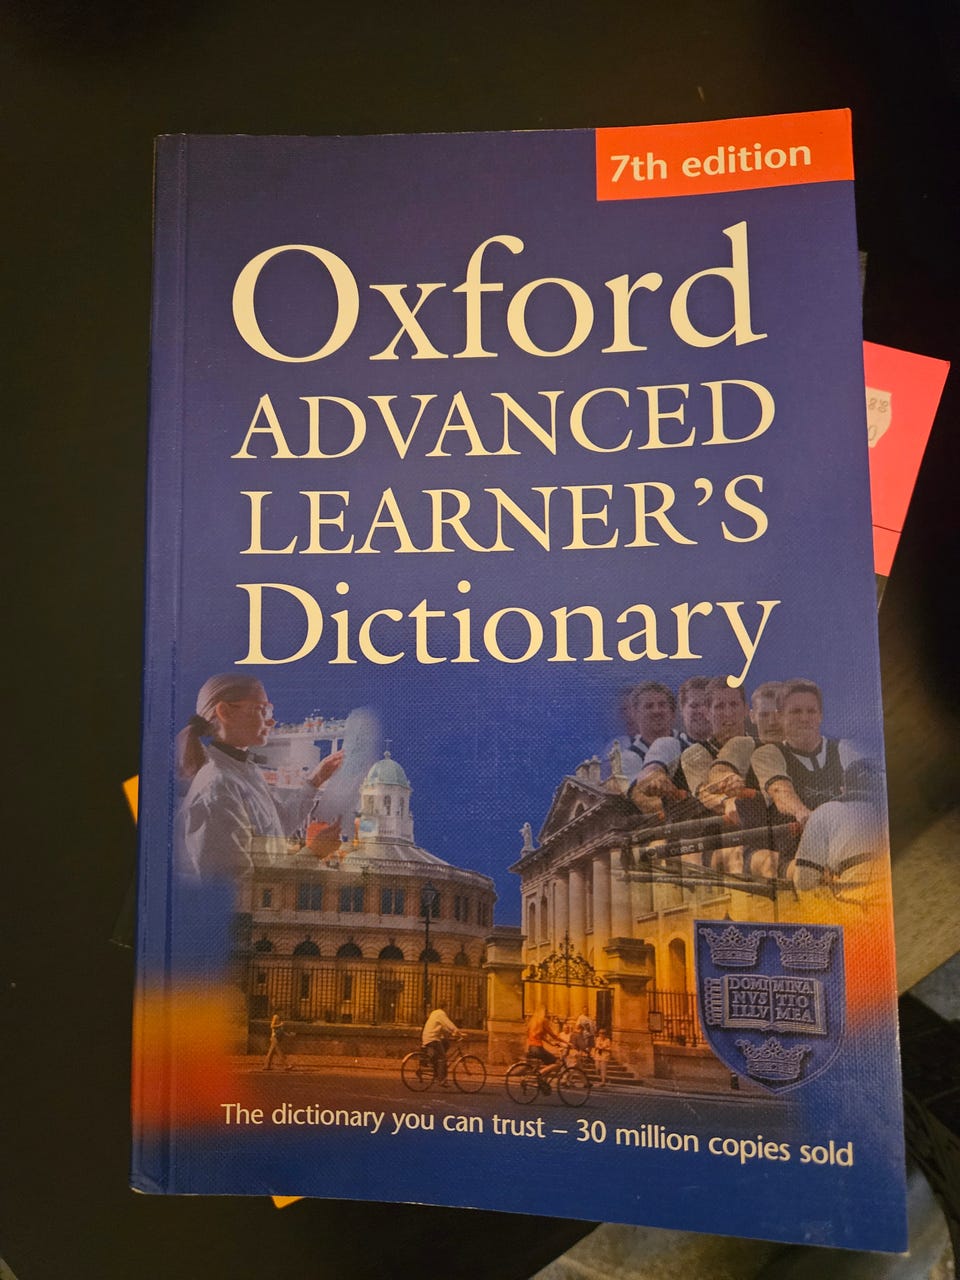 7th edition
Oxford
ADVANCED
LEARNER'S
Dictionary
DOMI MINA
NVS TIO
ILLV MEA
The dictionary you can trust – 30 million copies sold